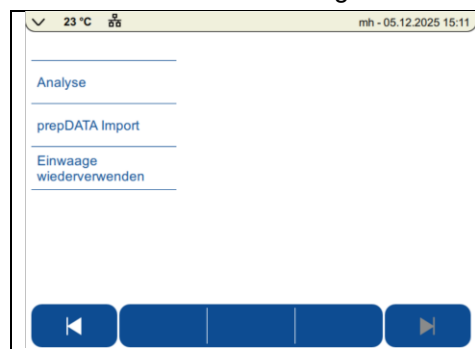 23 °C
mh - 05.12.2025 15:11
Analyse
prepDATA Import
Einwaage
wiederverwenden